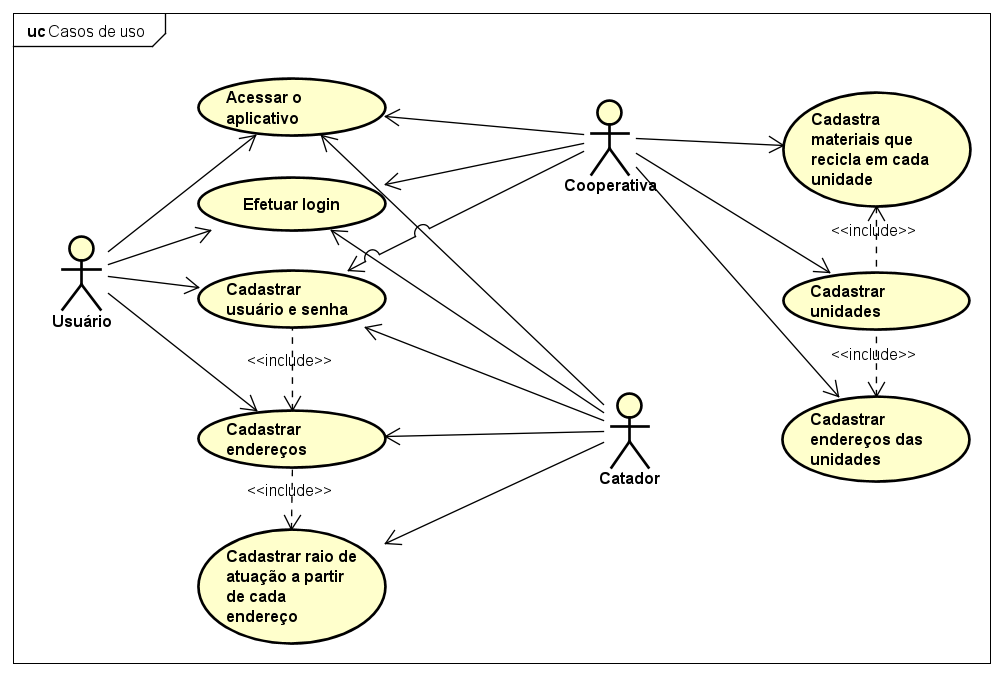 uc Casos de uso
Acessar o
aplicativo
Efetuar login
Cadastrar
usuário e senha
<<include>>
Cadastrar
endereços
<<include>>
Cadastrar raio de
atuação a partir
de cada
endereço
Usuário
Cooperativa
Catador
Cadastra
materiais que
recicla em cada
unidade
<<include>>
Cadastrar
unidades
<<include>>
Cadastrar
endereços das
unidades